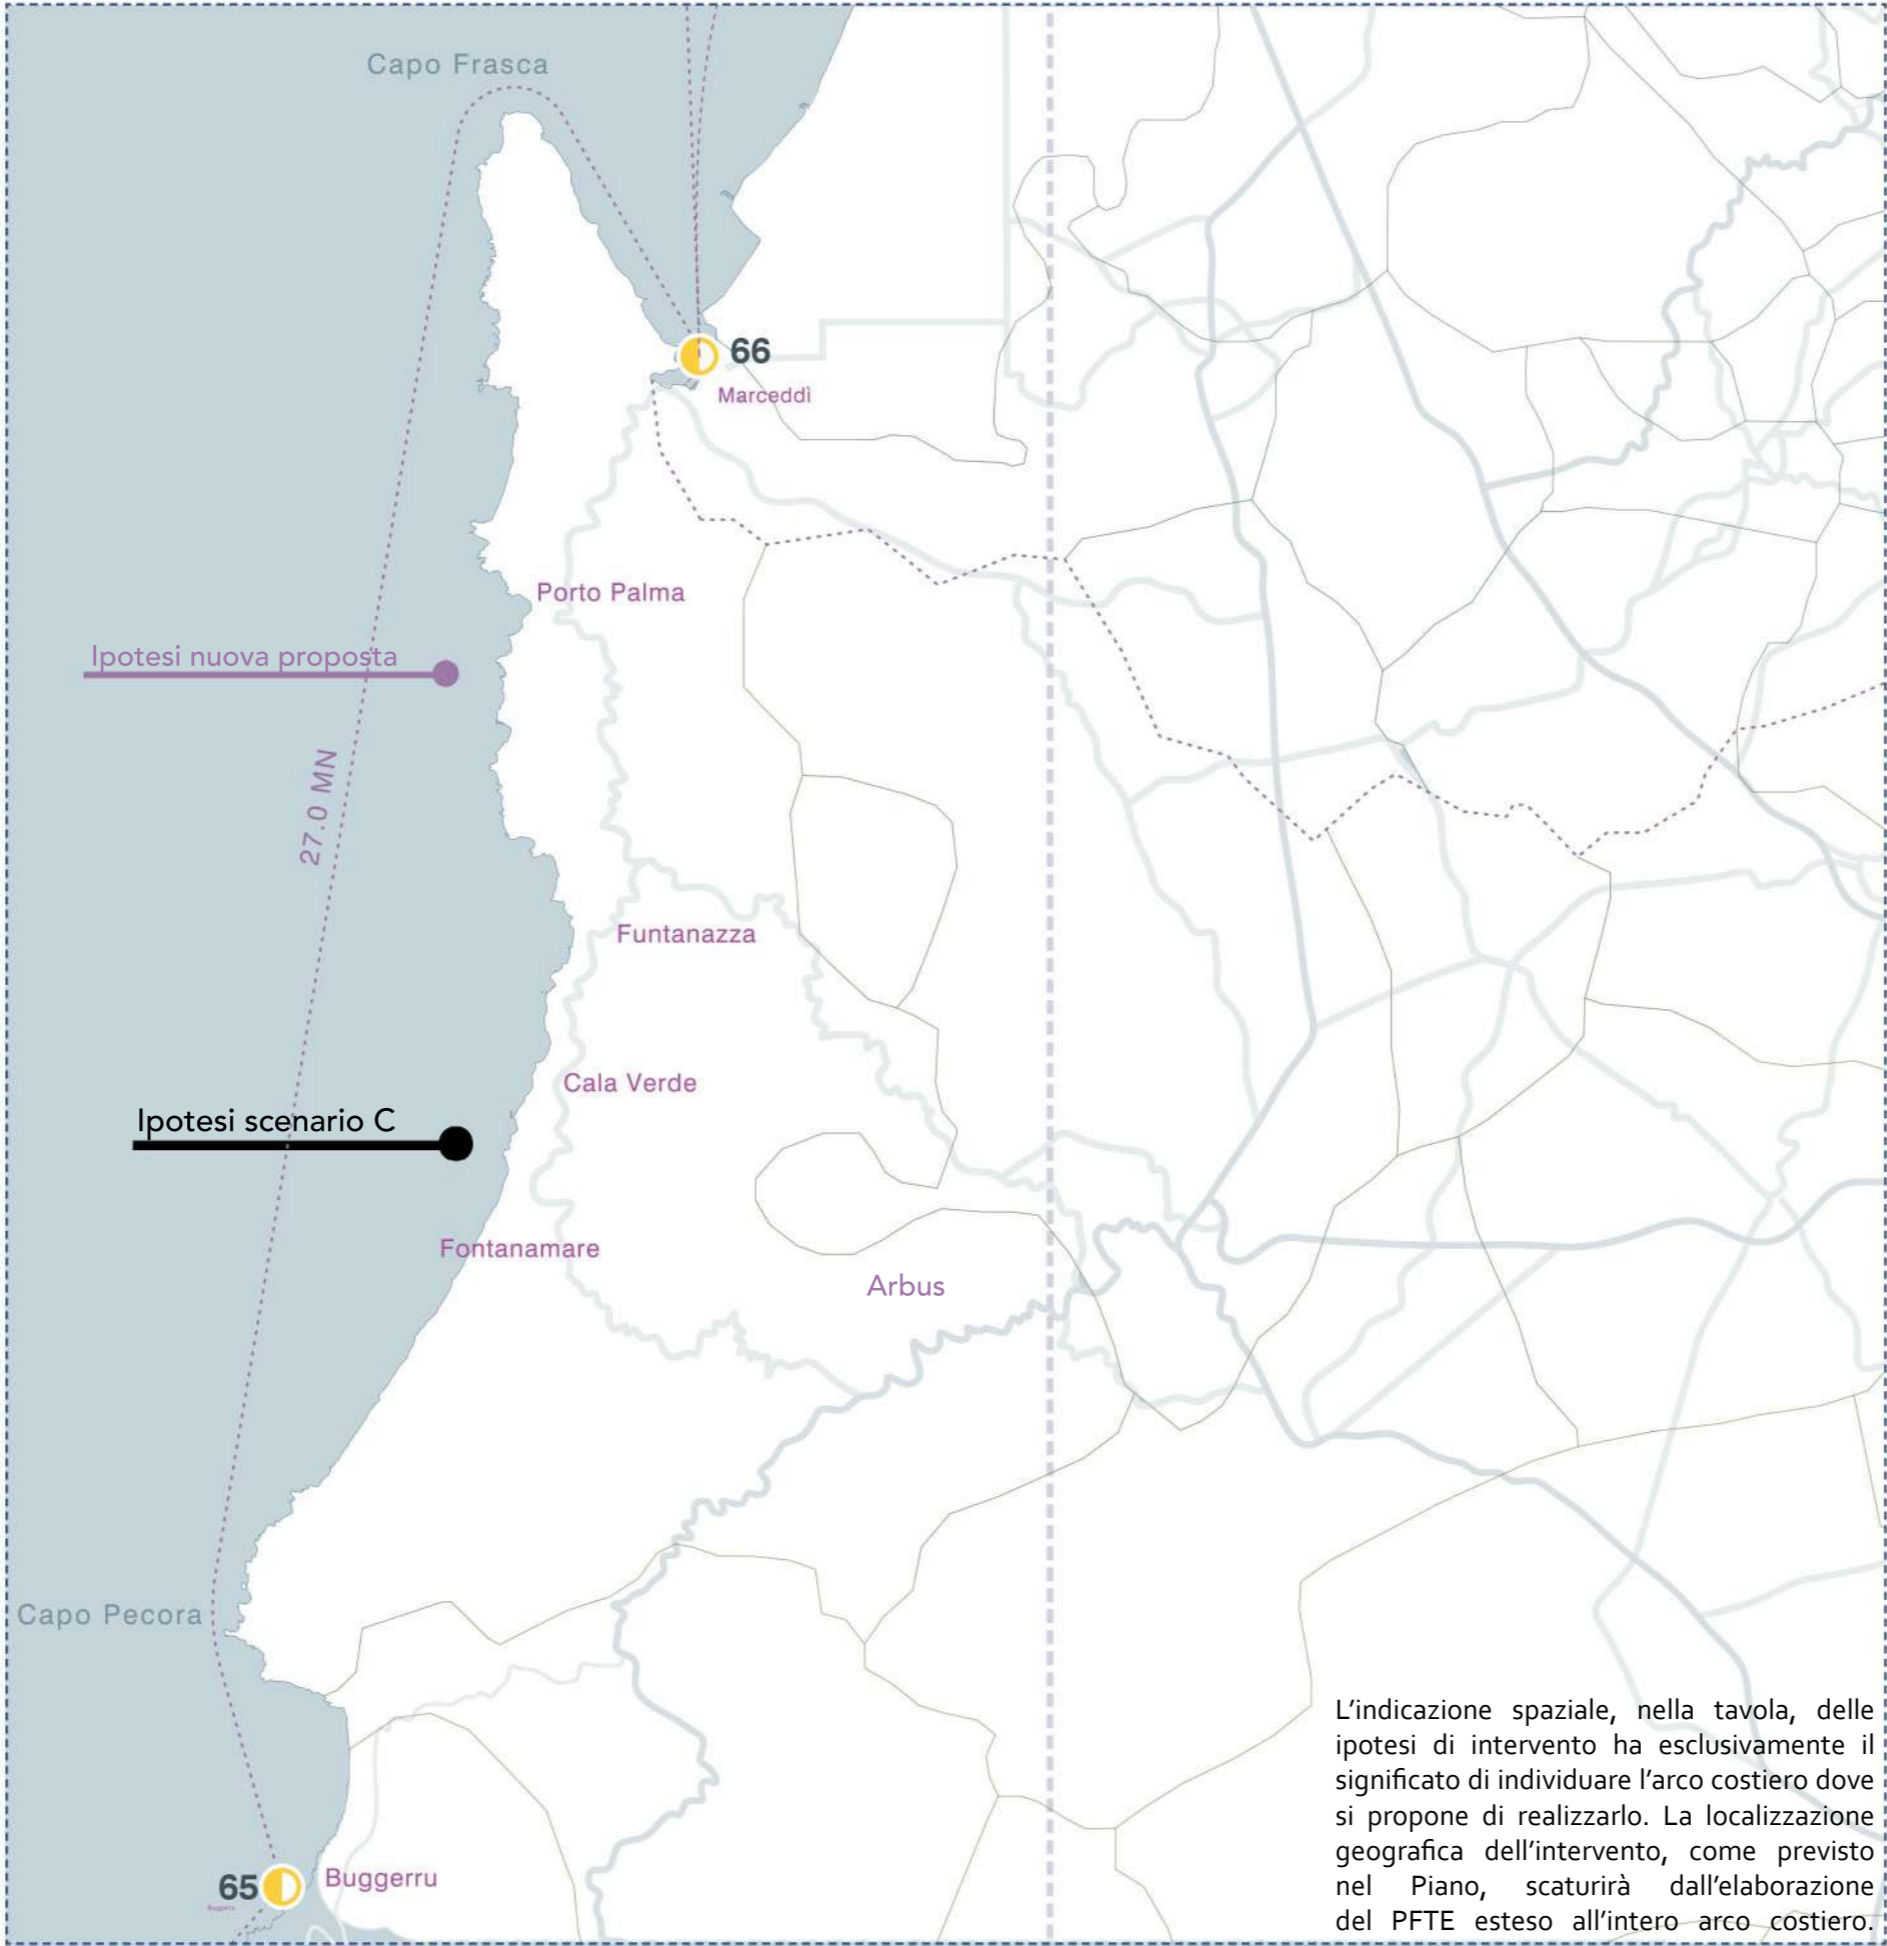 Capo Frasca
66
Marceddì
Porto Palma
Ipotesi nuova proposta
27.0 MN
Funtanazza
Cala Verde
Ipotesi scenario C
Fontanamare
Arbus
Capo Pecora
L'indicazione spaziale, nella tavola, delle
ipotesi di intervento ha esclusivamente il
significato di individuare l'arco costiero dove
si propone di realizzarlo. La localizzazione
geografica dell'intervento, come previsto
nel Piano, scaturirà dall'elaborazione
del PFTE esteso all'intero arco costiero.
Buggerru
65
Buggerru